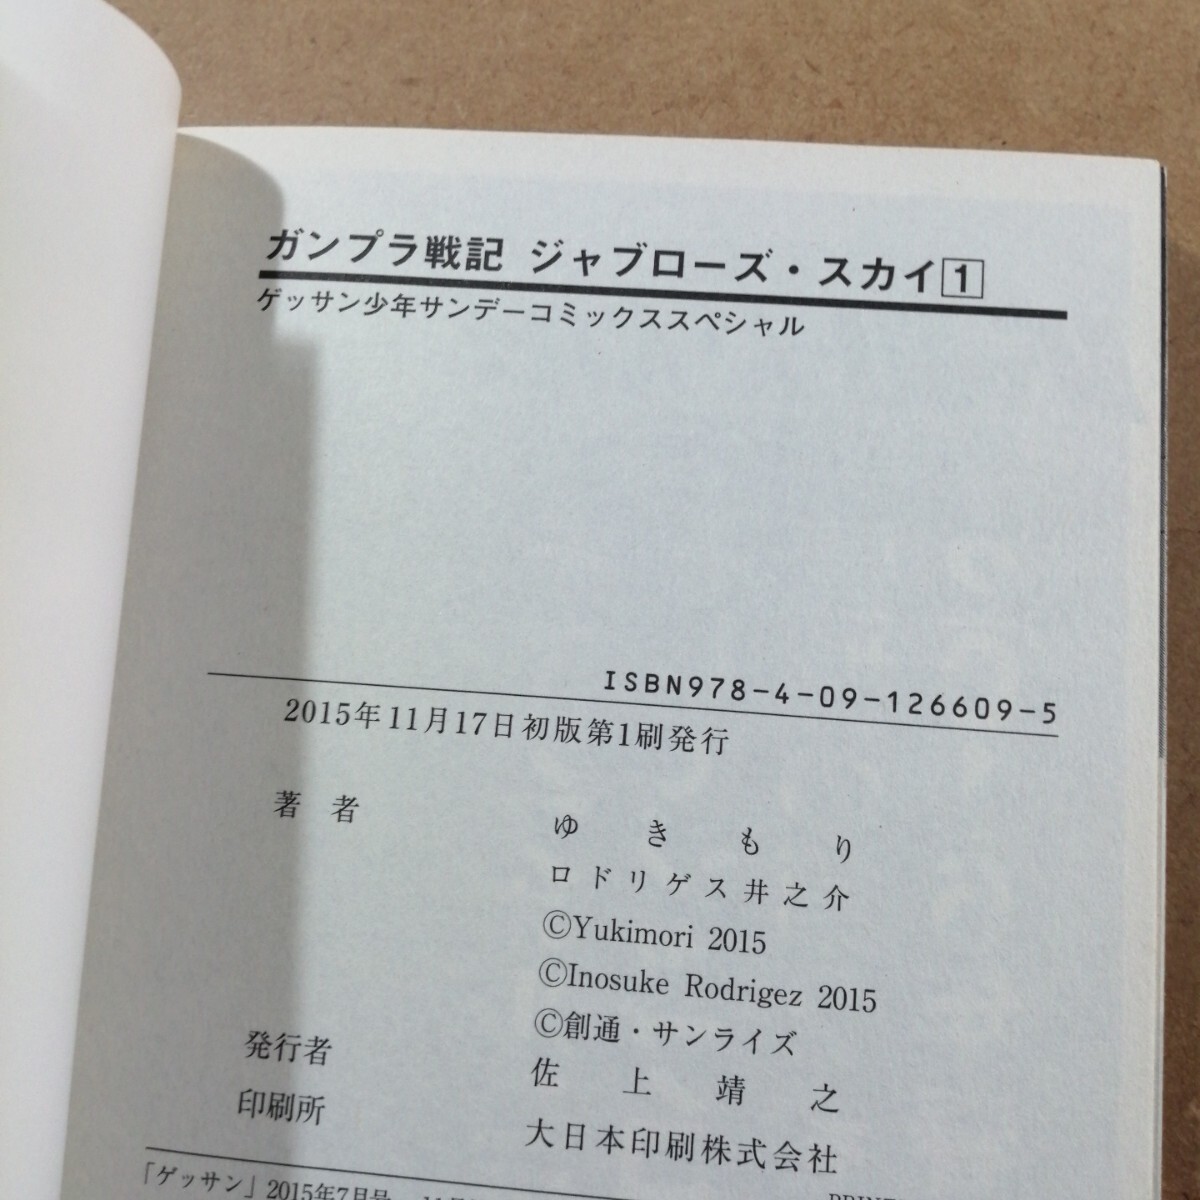 ガンプラ戦記 ジャブローズ・スカイ1
ゲッサン少年サンデーコミックススペシャル
ISBN978-4-09-126609-5
2015年11月17日初版第1刷発行
著者 ゆきもり
ロドリゲス井之介
©Yukimori 2015
©Inosuke Rodrigez 2015
©創通・サンライズ
発行者 佐上靖之
印刷所 大日本印刷株式会社
「ゲッサン」2015年7月号